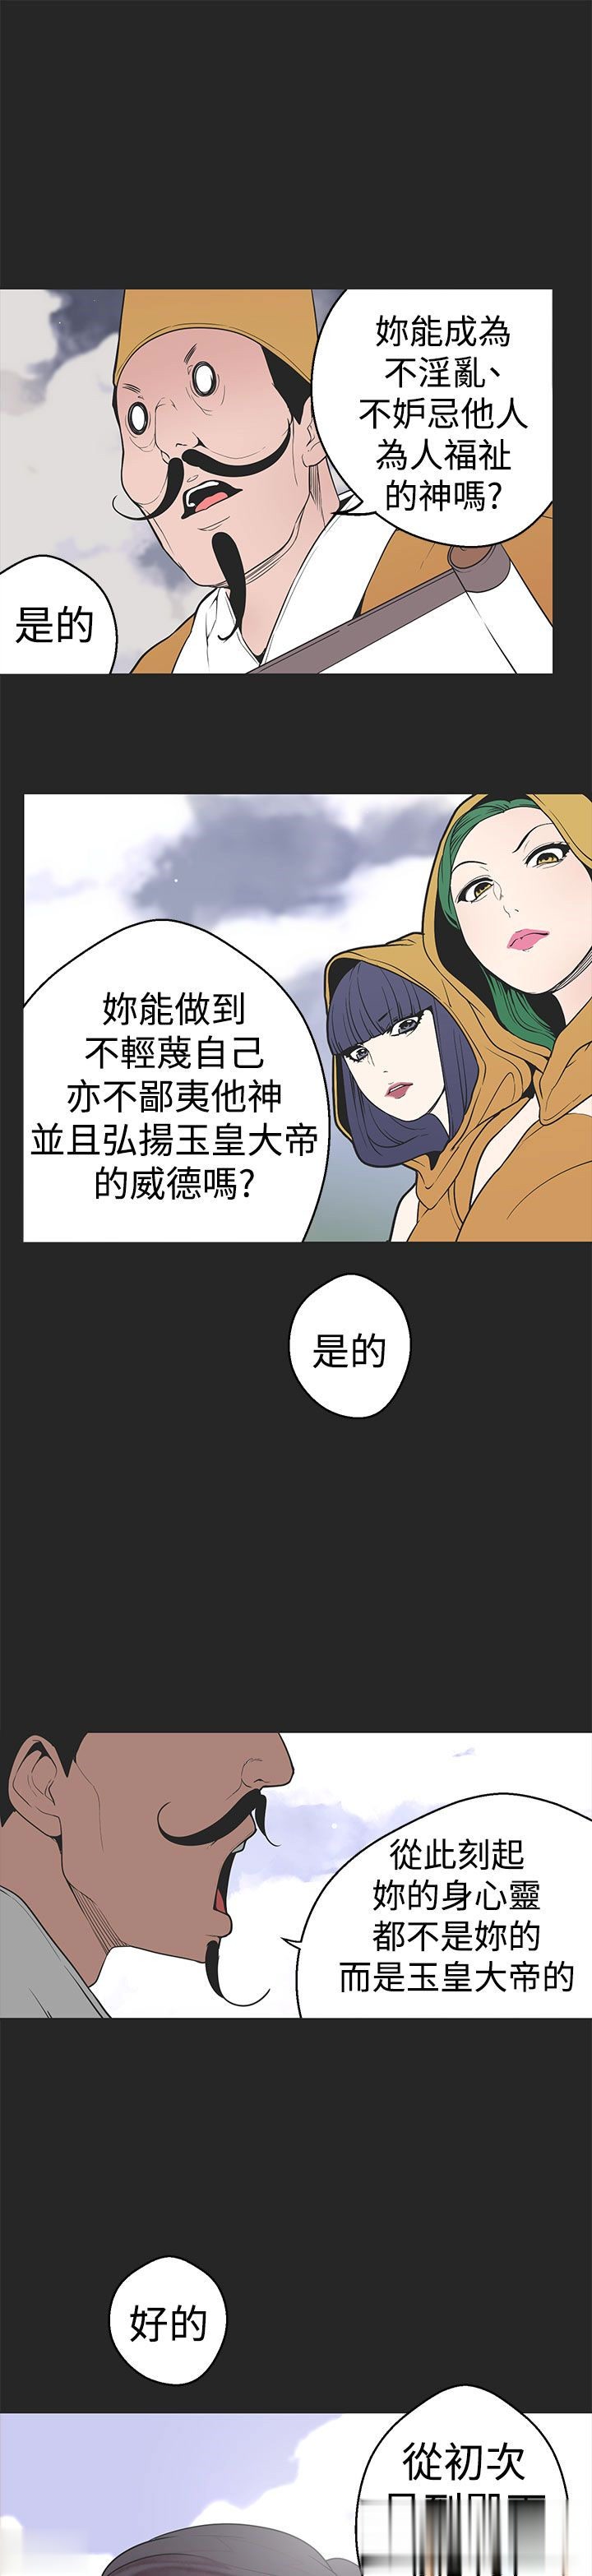 妳能成為
不淫亂、
不妒忌他人
為人福祉
的神嗎?
是的
妳能做到
不輕蔑自己
亦不鄙夷他神
並且弘揚玉皇大帝
的威德嗎?
是的
從此刻起
妳的身心靈
都不是妳的
而是玉皇大帝的
好的
從初次